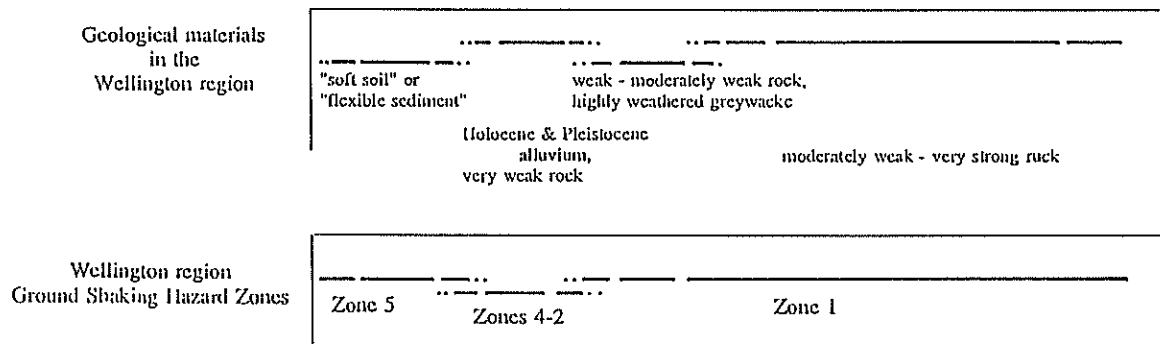 Geological materials
in the
Wellington region
"soft soil" or
"flexible sediment"
weak - moderately weak rock,
highly weathered greywacke
Holocene & Pleistocene
alluvium,
very weak rock
moderately weak - very strong rock
Wellington region
Ground Shaking Hazard Zones
Zone 5
Zones 4-2
Zone 1